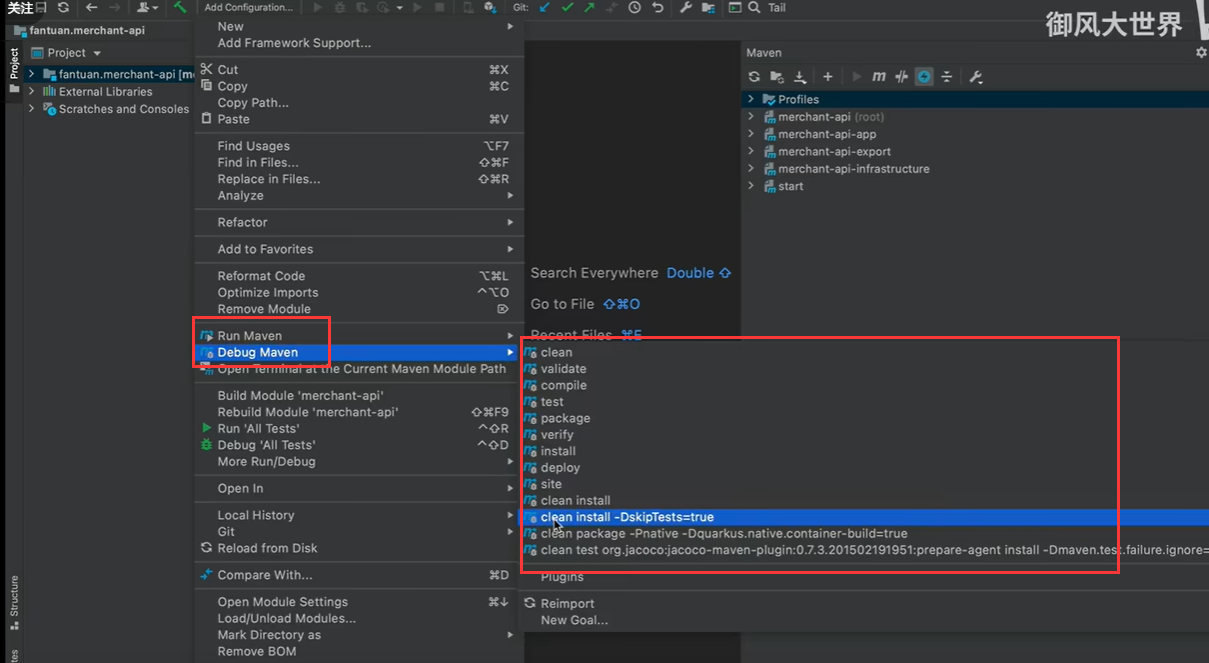 关注
Add Configuration...
Git:
Tail
御风大世界
fantuan.merchant-api
Project
Project
fantuan.merchant-api [me
External Libraries
Scratches and Consoles
Structure
New
Add Framework Support...
Cut ⌘X
Copy ⌘C
Copy Path...
Paste ⌘V
Find Usages ⌥F7
Find in Files... ⇧⌘F
Replace in Files... ⇧⌘R
Analyze
Refactor
Add to Favorites
Reformat Code ⌥⌘L
Optimize Imports ^⌥O
Remove Module ⌦
Run Maven
Debug Maven
Open Terminal at the Current Maven Module Path
Build Module 'merchant-api'
Rebuild Module 'merchant-api' ⇧⌘F9
Run 'All Tests' ^⇧R
Debug 'All Tests' ^⇧D
More Run/Debug
Open In
Local History
Git
Reload from Disk
Compare With... ⌘D
Open Module Settings ⌘↓
Load/Unload Modules...
Mark Directory as
Remove BOM
Search Everywhere Double ⇧
Go to File ⇧⌘O
Recent Files ⌘E
clean
validate
compile
test
package
verify
install
deploy
site
clean install
clean install -DskipTests=true
clean package -Pnative -Dquarkus.native.container-build=true
clean test org.jacoco:jacoco-maven-plugin:0.7.3.201502191951:prepare-agent install -Dmaven.test.failure.ignore=
Plugins
Reimport
New Goal...
Maven
Profiles
merchant-api (root)
merchant-api-app
merchant-api-export
merchant-api-infrastructure
start